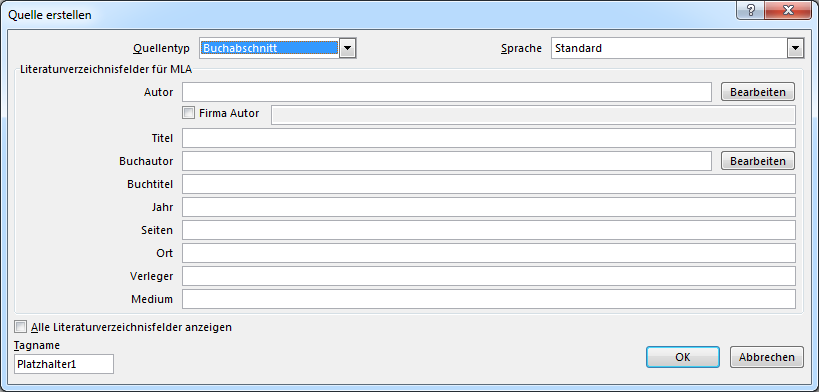 Quelle erstellen
Quellentyp Buchabschnitt Sprache Standard
Literaturverzeichnisfelder für MLA
Autor Bearbeiten
Firma Autor
Titel
Buchautor Bearbeiten
Buchtitel
Jahr
Seiten
Ort
Verleger
Medium
Alle Literaturverzeichnisfelder anzeigen
Tagname
Platzhalter1 OK Abbrechen